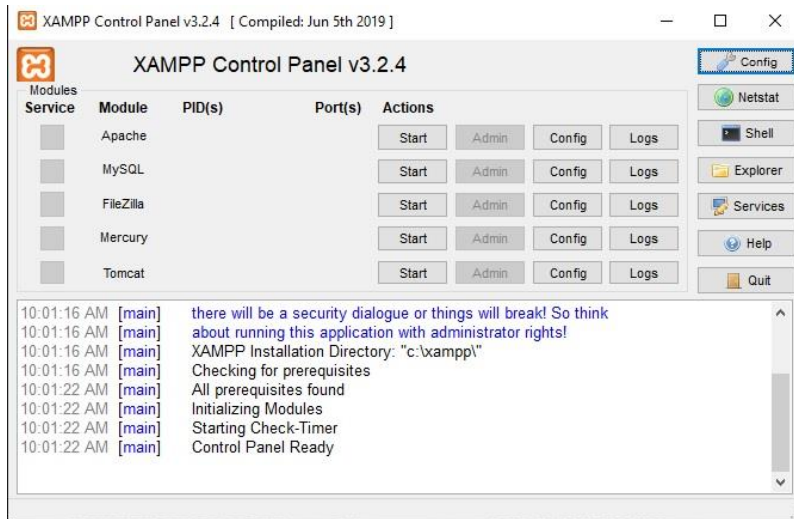 XAMPP Control Panel v3.2.4 [ Compiled: Jun 5th 2019 ]
XAMPP Control Panel v3.2.4
Config
Modules
Service Module PID(s) Port(s) Actions
Netstat
Apache Start Admin Config Logs
Shell
MySQL Start Admin Config Logs
Explorer
FileZilla Start Admin Config Logs
Services
Mercury Start Admin Config Logs
Help
Tomcat Start Admin Config Logs
Quit
10:01:16 AM [main] there will be a security dialogue or things will break! So think
10:01:16 AM [main] about running this application with administrator rights!
10:01:16 AM [main] XAMPP Installation Directory: "c:\xampp\"
10:01:16 AM [main] Checking for prerequisites
10:01:22 AM [main] All prerequisites found
10:01:22 AM [main] Initializing Modules
10:01:22 AM [main] Starting Check-Timer
10:01:22 AM [main] Control Panel Ready